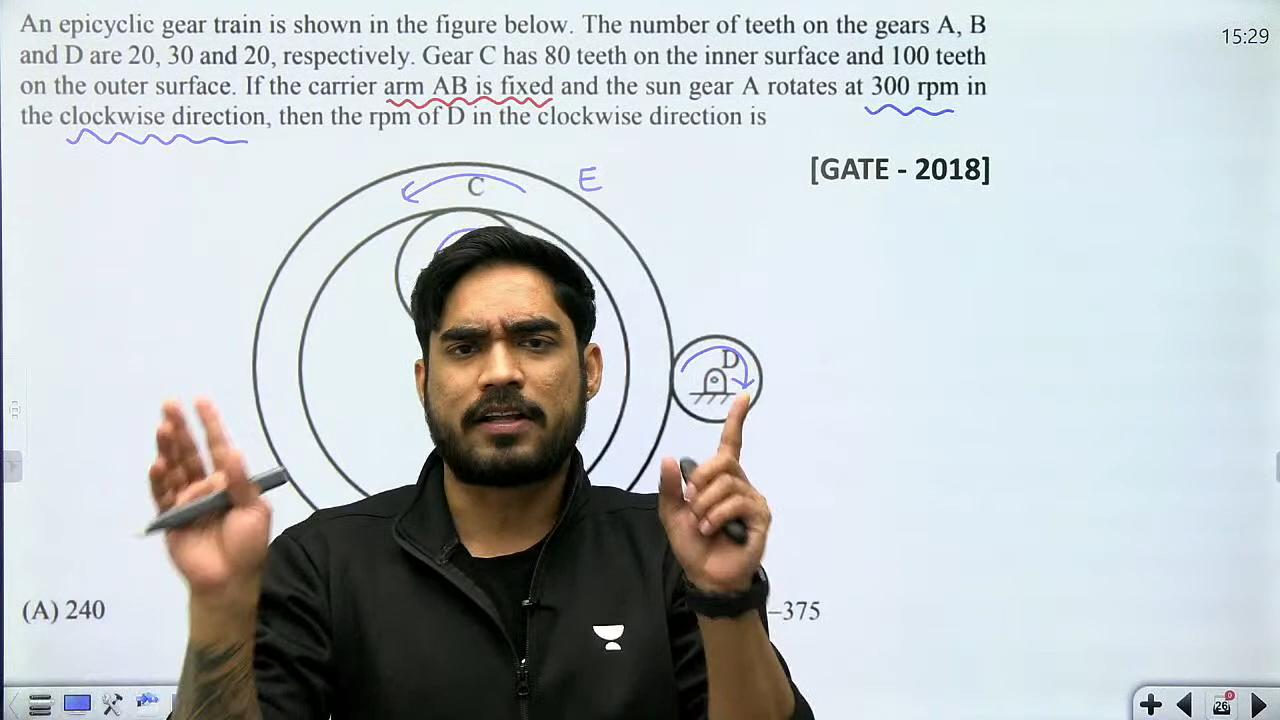 An epicyclic gear train is shown in the figure below. The number of teeth on the gears A, B
15:29
and D are 20, 30 and 20, respectively. Gear C has 80 teeth on the inner surface and 100 teeth
on the outer surface. If the carrier arm AB is fixed and the sun gear A rotates at 300 rpm in
the clockwise direction, then the rpm of D in the clockwise direction is
[GATE - 2018]
C
E
D
(A) 240
–375
26